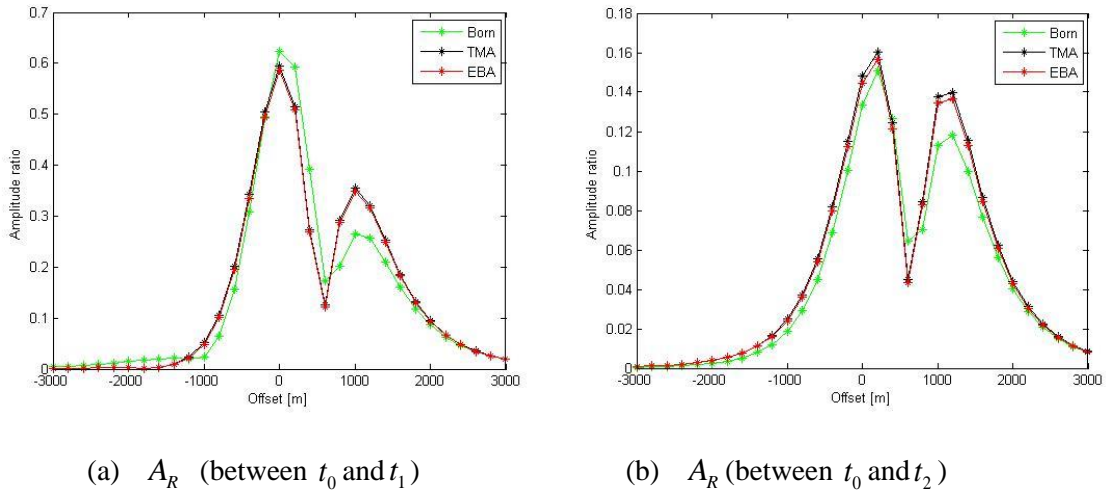 0.7
0.6
0.5
0.4
0.3
0.2
0.1
0
-3000 -2000 -1000 0 1000 2000 3000
Amplitude ratio
Offset [m]
Born
TMA
EBA
0.18
0.16
0.14
0.12
0.1
0.08
0.06
0.04
0.02
0
-3000 -2000 -1000 0 1000 2000 3000
Amplitude ratio
Offset [m]
Born
TMA
EBA
(a) A_R (between t_0 and t_1)
(b) A_R (between t_0 and t_2)